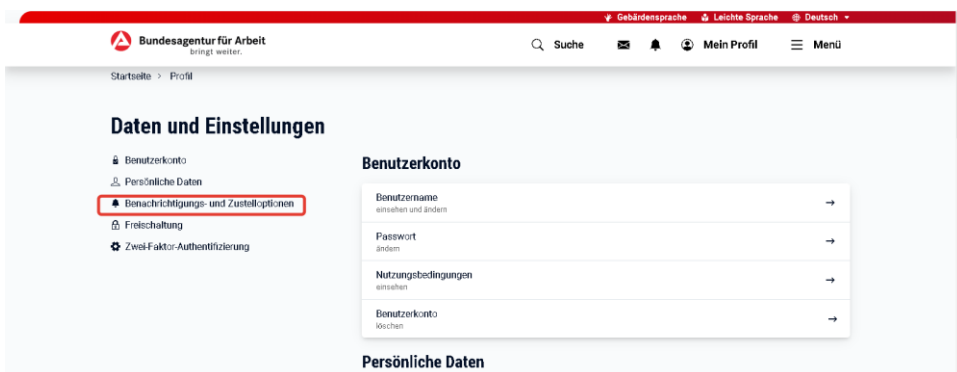 Gebärdensprache Leichte Sprache Deutsch
Bundesagentur für Arbeit
bringt weiter.
Suche Mein Profil Menü
Startseite > Profil
Daten und Einstellungen
Benutzerkonto
Persönliche Daten
Benachrichtigungs- und Zustelloptionen
Freischaltung
Zwei-Faktor-Authentifizierung
Benutzerkonto
Benutzername
einsehen und ändern
Passwort
ändern
Nutzungsbedingungen
einsehen
Benutzerkonto
löschen
Persönliche Daten